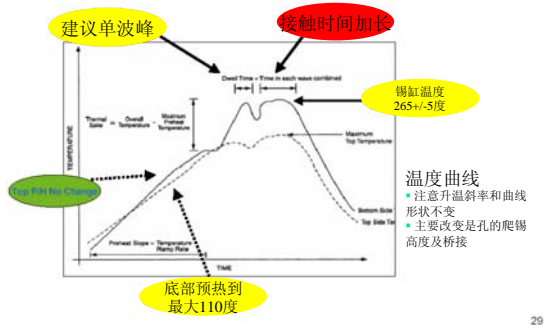 建议单波峰
接触时间加长
Dwell Time = Time in each wave combined
锡缸温度
265+/-5度
Thermal = Overall
Temperature
Maximum
Preheat
Temperature
TEMPERATURE
Maximum
Top Temperature
Top P/H No Change
温度曲线
▪ 注意升温斜率和曲线
形状不变
▪ 主要改变是孔的爬锡
高度及桥接
Bottom Side
Top Side
Preheat Slope = Temperature
Ramp Rate
TIME
底部预热到
最大110度
29